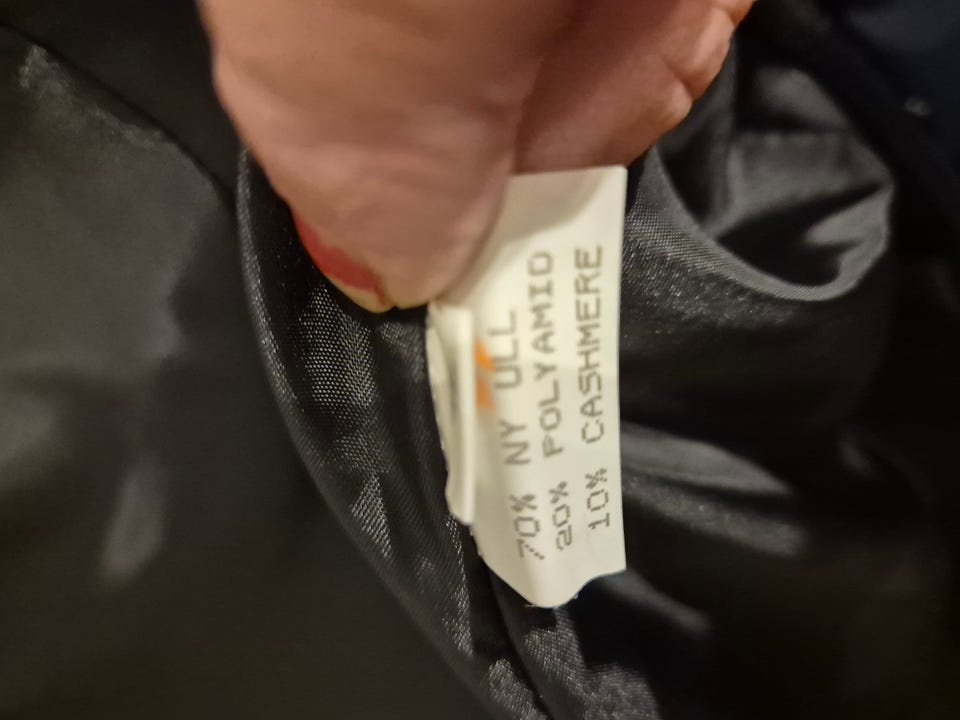 70% NY ULL
20% POLYAMID
10% CASHMERE